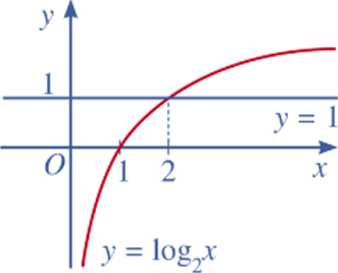 y
1
y = 1
O 1 2 x
y = log₂x